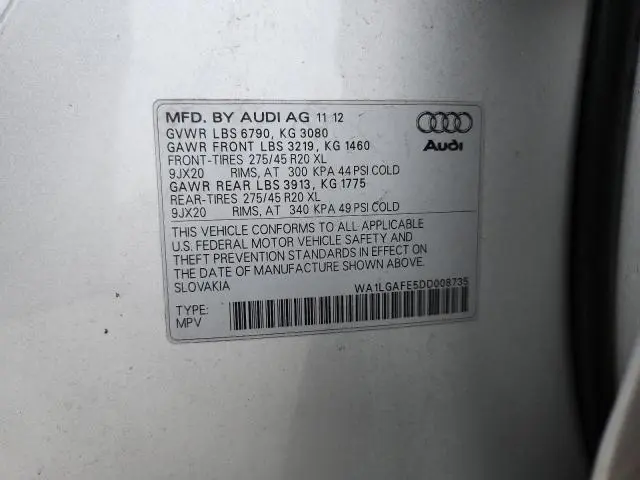 MFD. BY AUDI AG 11 12
GVWR LBS 6790, KG 3080
GAWR FRONT LBS 3219, KG 1460
FRONT-TIRES 275/45 R20 XL
9JX20 RIMS, AT 300 KPA 44 PSI COLD
GAWR REAR LBS 3913, KG 1775
REAR-TIRES 275/45 R20 XL
9JX20 RIMS, AT 340 KPA 49 PSI COLD
Audi
THIS VEHICLE CONFORMS TO ALL APPLICABLE
U.S. FEDERAL MOTOR VEHICLE SAFETY AND
THEFT PREVENTION STANDARDS IN EFFECT ON
THE DATE OF MANUFACTURE SHOWN ABOVE.
SLOVAKIA
WA1LGAFE5DD008735
TYPE:
MPV